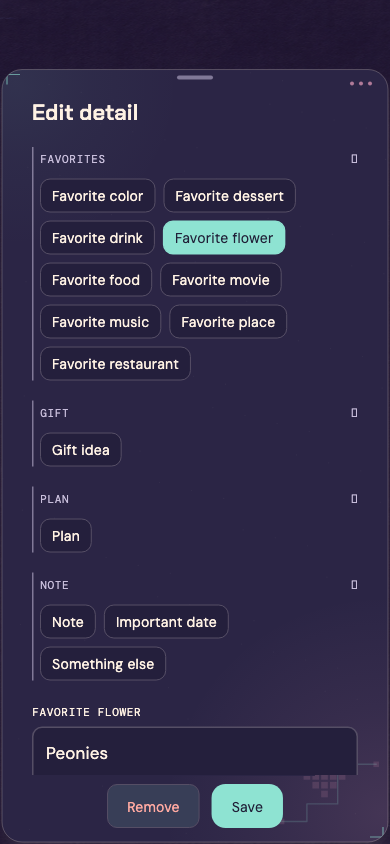 Edit detail
FAVORITES
Favorite color Favorite dessert
Favorite drink Favorite flower
Favorite food Favorite movie
Favorite music Favorite place
Favorite restaurant
GIFT
Gift idea
PLAN
Plan
NOTE
Note Important date
Something else
FAVORITE FLOWER
Peonies
Remove Save